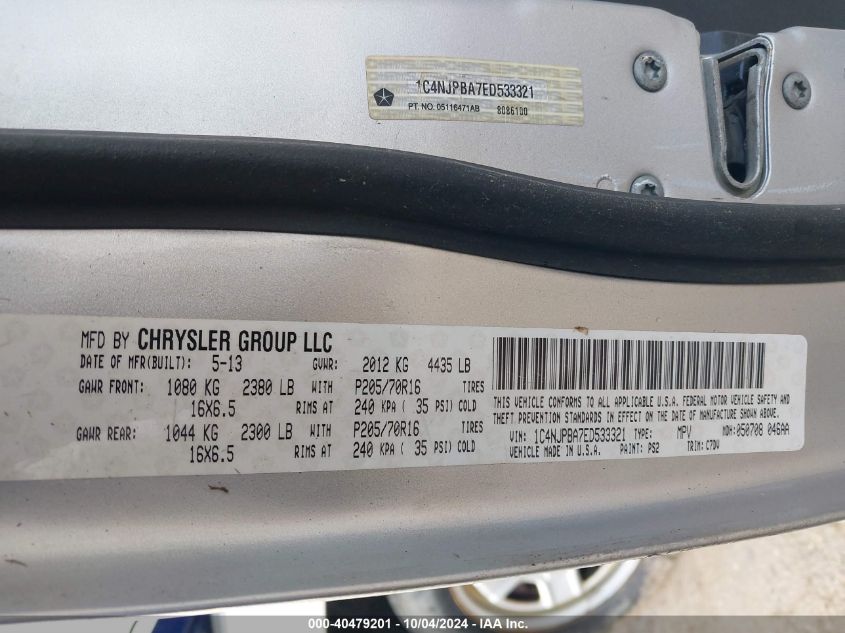 1C4NJPBA7ED533321
PT. NO. 05116471AB 8086100
MFD BY CHRYSLER GROUP LLC
DATE OF MFR(BUILT): 5-13 GVWR: 2012 KG 4435 LB
GAWR FRONT: 1080 KG 2380 LB WITH P205/70R16 TIRES
16X6.5 RIMS AT 240 KPA ( 35 PSI) COLD
GAWR REAR: 1044 KG 2300 LB WITH P205/70R16 TIRES
16X6.5 RIMS AT 240 KPA ( 35 PSI) COLD
THIS VEHICLE CONFORMS TO ALL APPLICABLE U.S.A. FEDERAL MOTOR VEHICLE SAFETY AND
THEFT PREVENTION STANDARDS IN EFFECT ON THE DATE OF MANUFACTURE SHOWN ABOVE.
VIN: 1C4NJPBA7ED533321 TYPE: MPV MDH: 050708 046AA
VEHICLE MADE IN U.S.A. PAINT: PS2 TRIM: C7DV
000-40479201 - 10/04/2024 - IAA Inc.